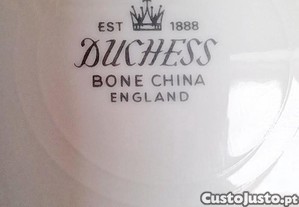 EST 1888
DUCHESS
BONE CHINA
ENGLAND
CustoJusto.pt